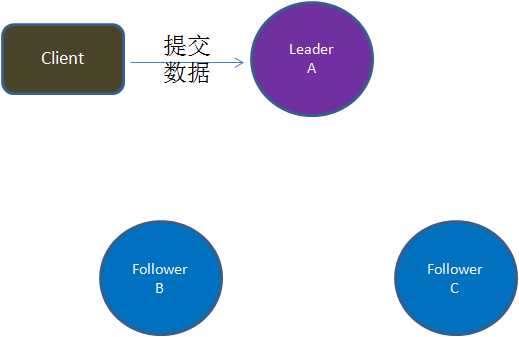 Client
提交
数据
Leader
A
Follower
B
Follower
C